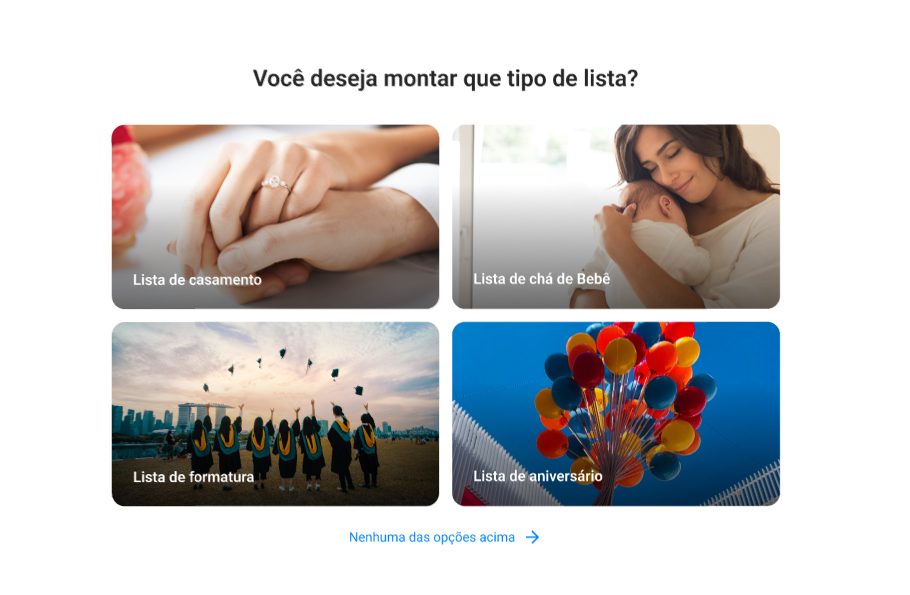 Você deseja montar que tipo de lista?
Lista de casamento
Lista de chá de Bebê
Lista de formatura
Lista de aniversário
Nenhuma das opções acima